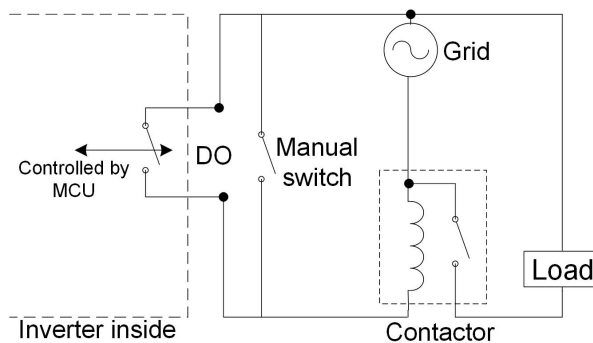 Grid
Controlled by
MCU
DO
Manual
switch
Load
Inverter inside
Contactor